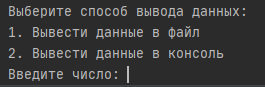 Выберите способ вывода данных:
1. Вывести данные в файл
2. Вывести данные в консоль
Введите число: